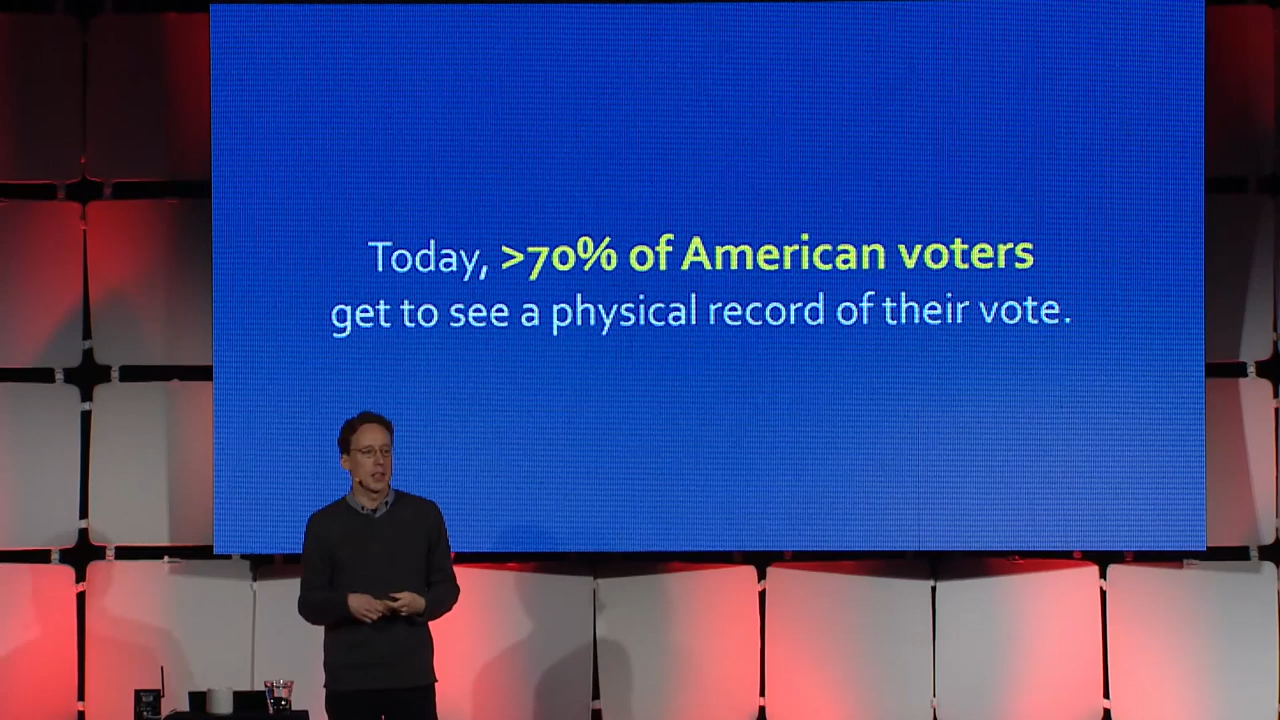 Today, >70% of American voters
get to see a physical record of their vote.